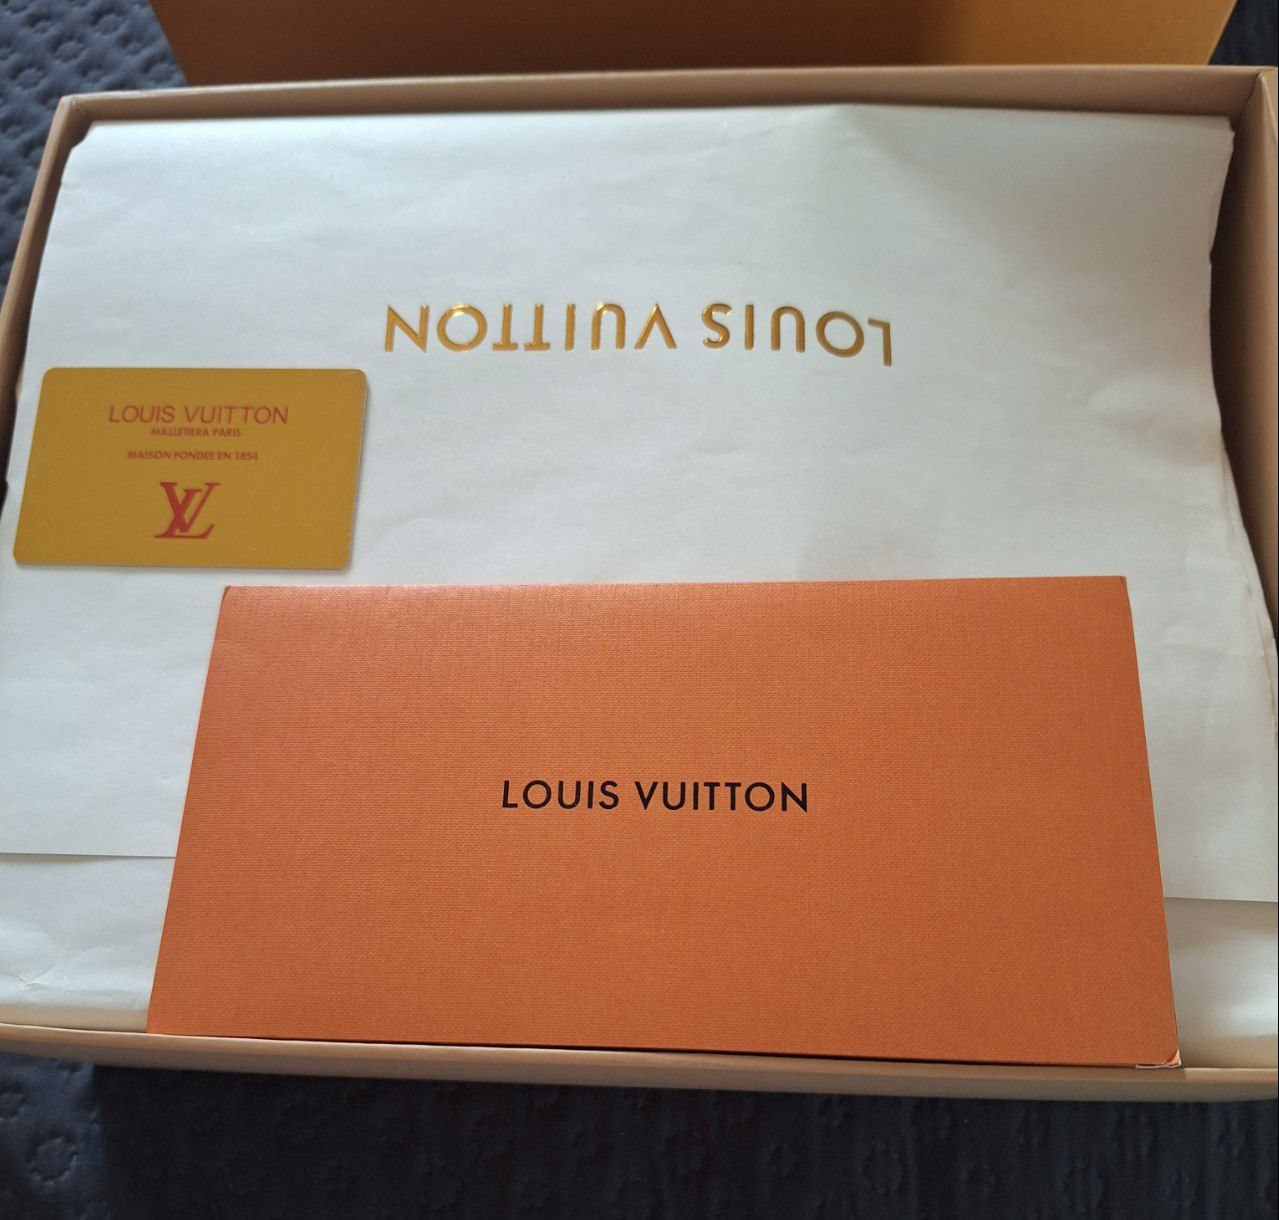 LOUIS VUITTON
LOUIS VUITTON
MALLETIERA PARIS
MAISON FONDEE EN 1854
LV
LOUIS VUITTON